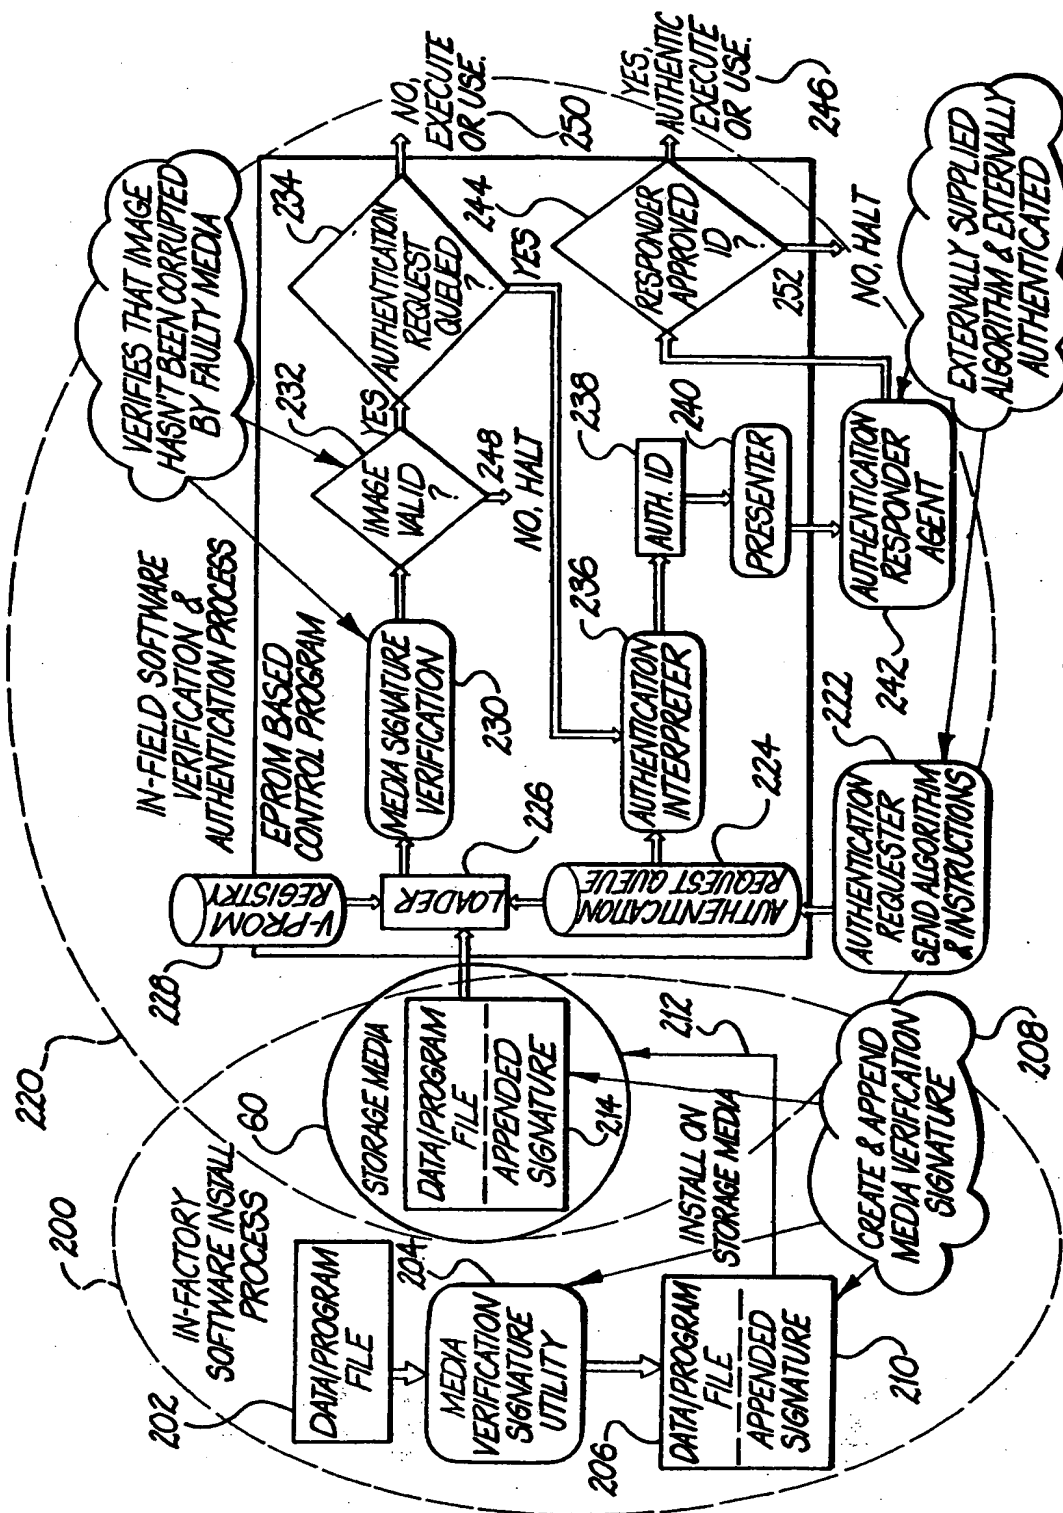 200
IN-FACTORY
SOFTWARE INSTALL
PROCESS
202
DATA/PROGRAM
FILE
204
MEDIA
VERIFICATION
SIGNATURE
UTILITY
206
DATA/PROGRAM
FILE
APPENDED
SIGNATURE
210
INSTALL ON
STORAGE MEDIA
212
CREATE & APPEND
MEDIA VERIFICATION
SIGNATURE
208
60
STORAGE MEDIA
DATA/PROGRAM
FILE
APPENDED
SIGNATURE
214
220
IN-FIELD SOFTWARE
VERIFICATION &
AUTHENTICATION PROCESS
228
V-PROM
REGISTRY
EPROM BASED
CONTROL PROGRAM
LOADER
226
AUTHENTICATION
REQUEST QUEUE
224
MEDIA SIGNATURE
VERIFICATION
230
VERIFIES THAT IMAGE
HASN'T BEEN CORRUPTED
BY FAULTY MEDIA
232
IMAGE
VALID
?
YES
248
NO, HALT
234
AUTHENTICATION
REQUEST
QUEUED
?
YES
NO,
EXECUTE
OR USE.
250
236
AUTHENTICATION
INTERPRETER
238
AUTH. ID
240
PRESENTER
244
RESPONDER
APPROVED
ID
?
YES,
AUTHENTIC
EXECUTE
OR USE.
246
252
NO, HALT
AUTHENTICATION
RESPONDER
AGENT
242
222
AUTHENTICATION
REQUESTER
SEND ALGORITHM
& INSTRUCTIONS
EXTERNALLY SUPPLIED
ALGORITHM & EXTERNALLY
AUTHENTICATED